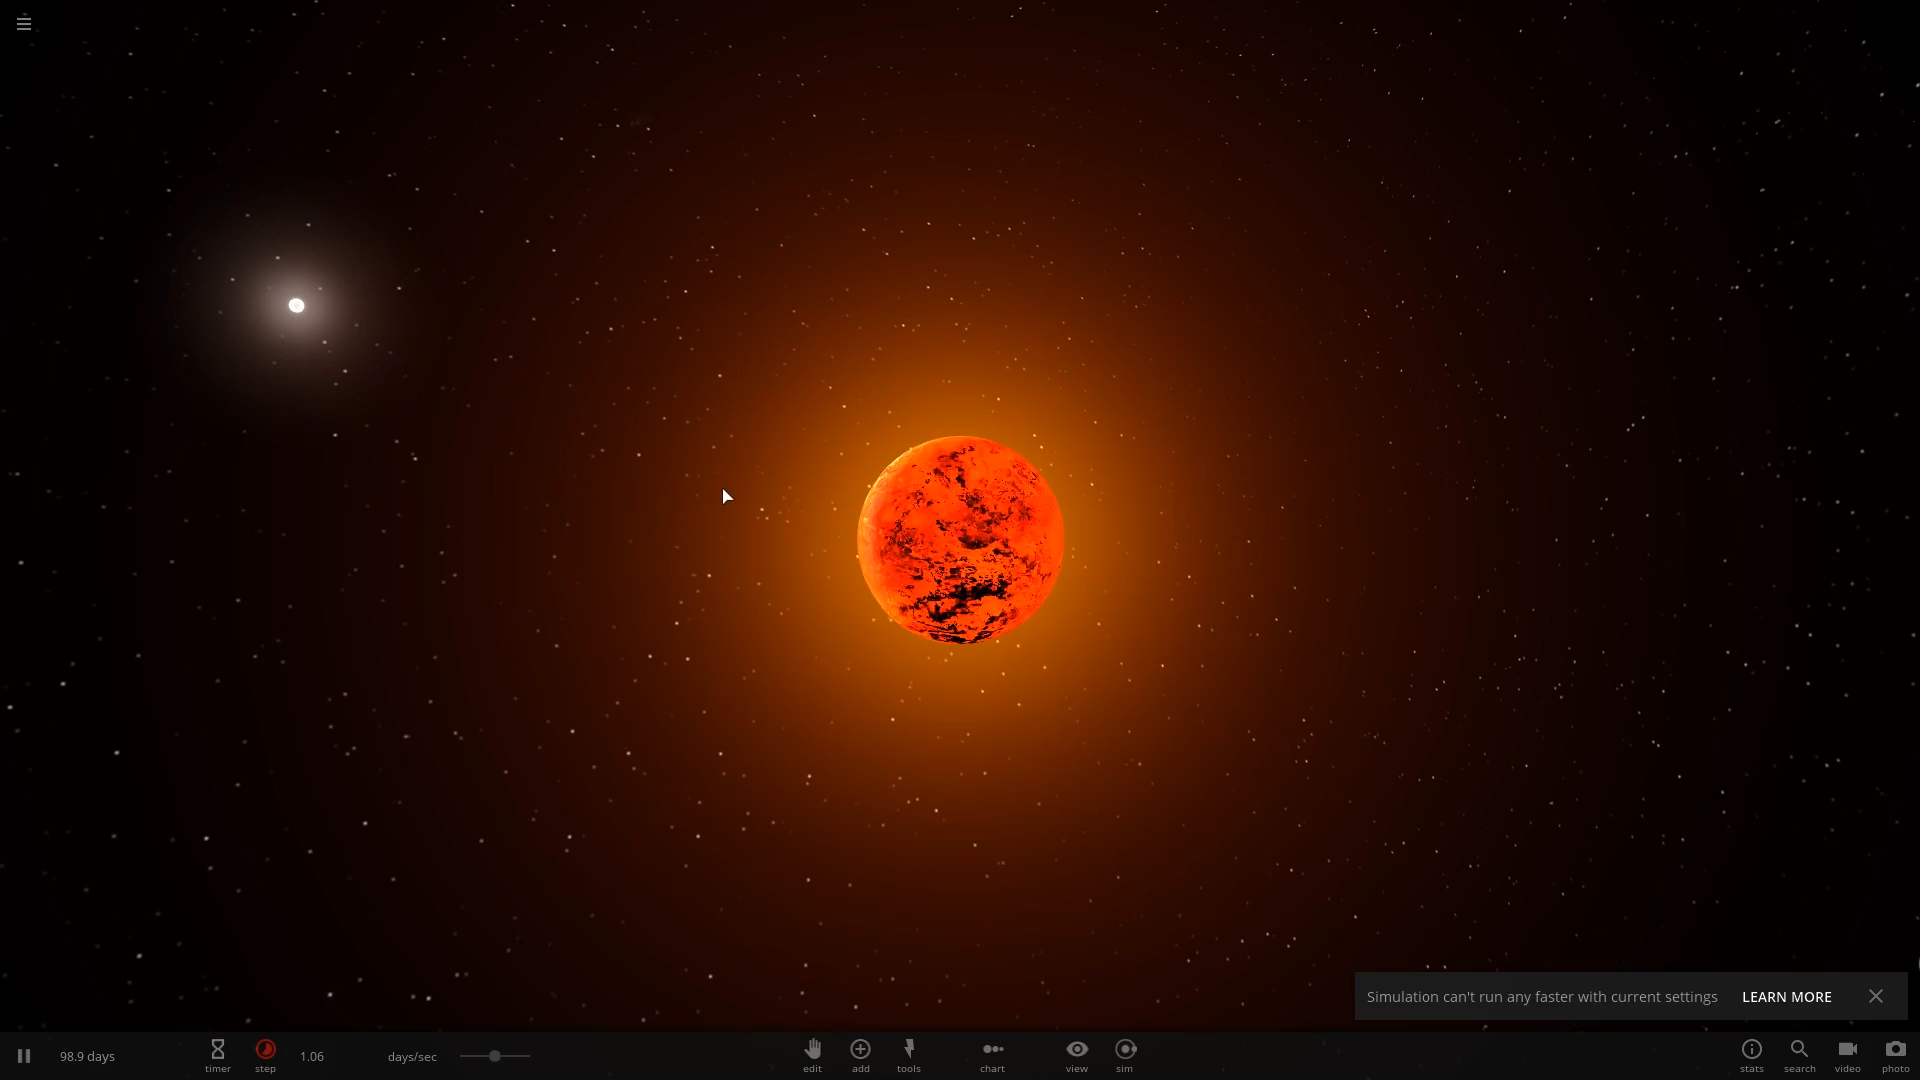 Simulation can't run any faster with current settings LEARN MORE
98.9 days
timer
step
1.06
days/sec
edit
add
tools
chart
view
sim
stats
search
video
photo